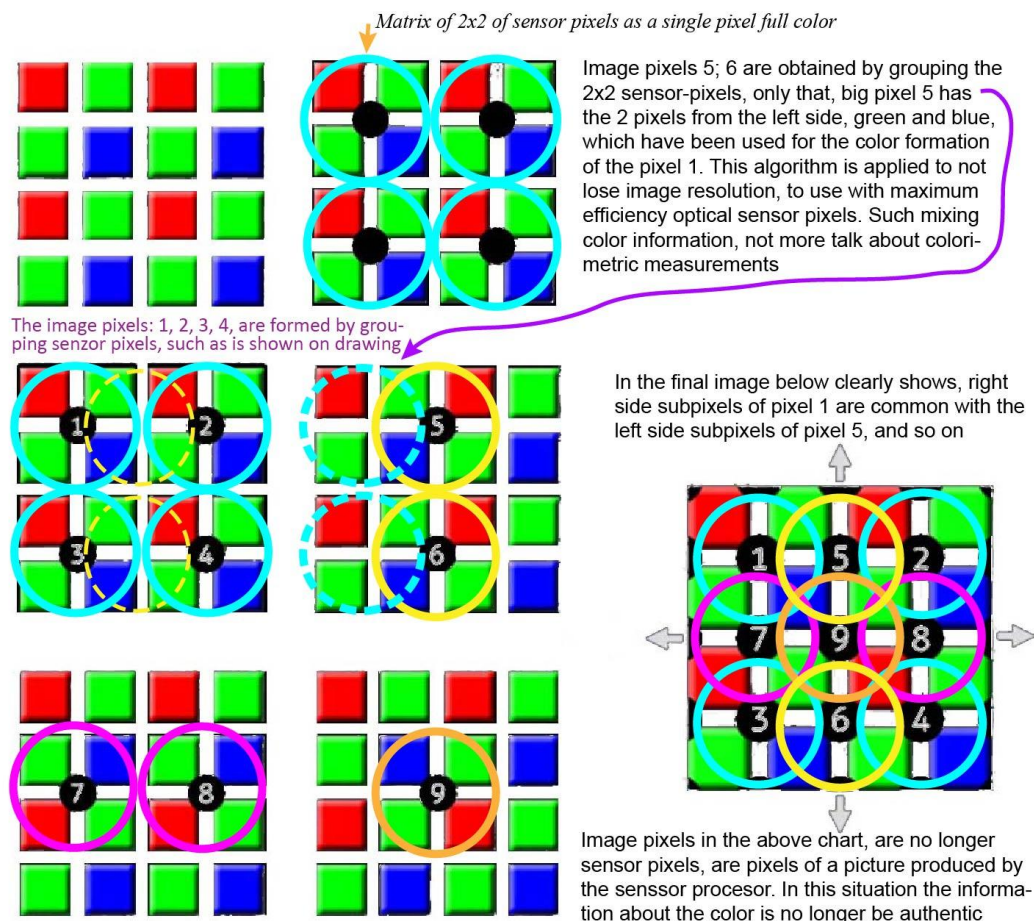 Matrix of 2x2 of sensor pixels as a single pixel full color
Image pixels 5; 6 are obtained by grouping the
2x2 sensor-pixels, only that, big pixel 5 has
the 2 pixels from the left side, green and blue,
which have been used for the color formation
of the pixel 1. This algorithm is applied to not
lose image resolution, to use with maximum
efficiency optical sensor pixels. Such mixing
color information, not more talk about colori-
metric measurements
The image pixels: 1, 2, 3, 4, are formed by grou-
ping senzor pixels, such as is shown on drawing
1 2
3 4
5
6
In the final image below clearly shows, right
side subpixels of pixel 1 are common with the
left side subpixels of pixel 5, and so on
1 5 2
7 9 8
3 6 4
7 8
9
Image pixels in the above chart, are no longer
sensor pixels, are pixels of a picture produced by
the senssor procesor. In this situation the informa-
tion about the color is no longer be authentic